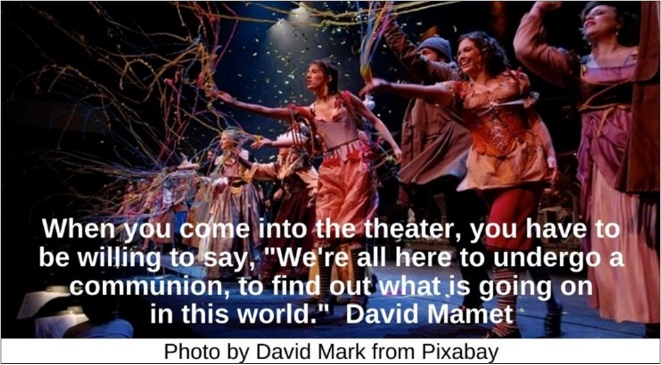 When you come into the theater, you have to
be willing to say, "We're all here to undergo a
communion, to find out what is going on
in this world."  David Mamet
Photo by David Mark from Pixabay